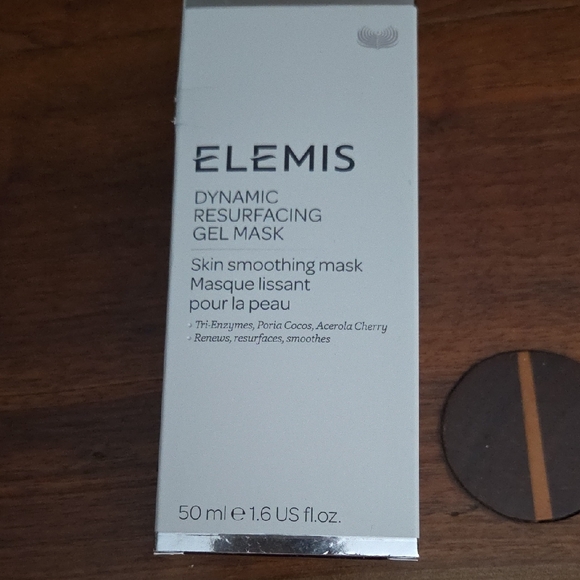 ELEMIS
DYNAMIC
RESURFACING
GEL MASK
Skin smoothing mask
Masque lissant
pour la peau
Tri-Enzymes, Poria Cocos, Acerola Cherry
Renews, resurfaces, smoothes
50 ml ℮ 1.6 US fl.oz.